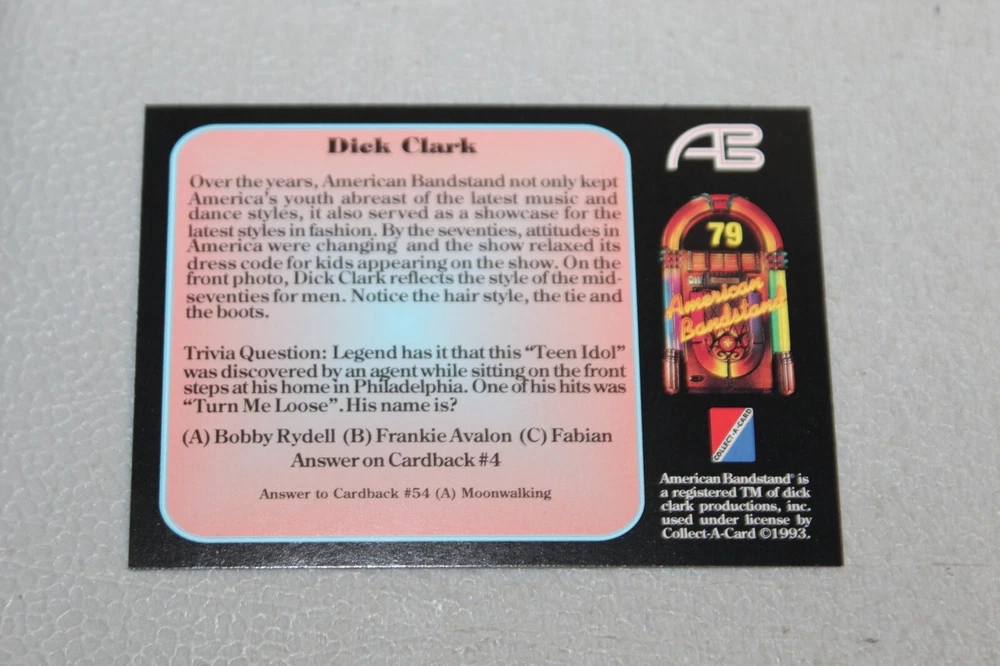 Dick Clark
Over the years, American Bandstand not only kept
America's youth abreast of the latest music and
dance styles, it also served as a showcase for the
latest styles in fashion. By the seventies, attitudes in
America were changing and the show relaxed its
dress code for kids appearing on the show. On the
front photo, Dick Clark reflects the style of the mid-
seventies for men. Notice the hair style, the tie and
the boots.
Trivia Question: Legend has it that this “Teen Idol”
was discovered by an agent while sitting on the front
steps at his home in Philadelphia. One of his hits was
“Turn Me Loose”. His name is?
(A) Bobby Rydell (B) Frankie Avalon (C) Fabian
Answer on Cardback #4
Answer to Cardback #54 (A) Moonwalking
AB
79
American
Bandstand
COLLECT-A-CARD
American Bandstand® is
a registered TM of dick
clark productions, inc.
used under license by
Collect-A-Card ©1993.